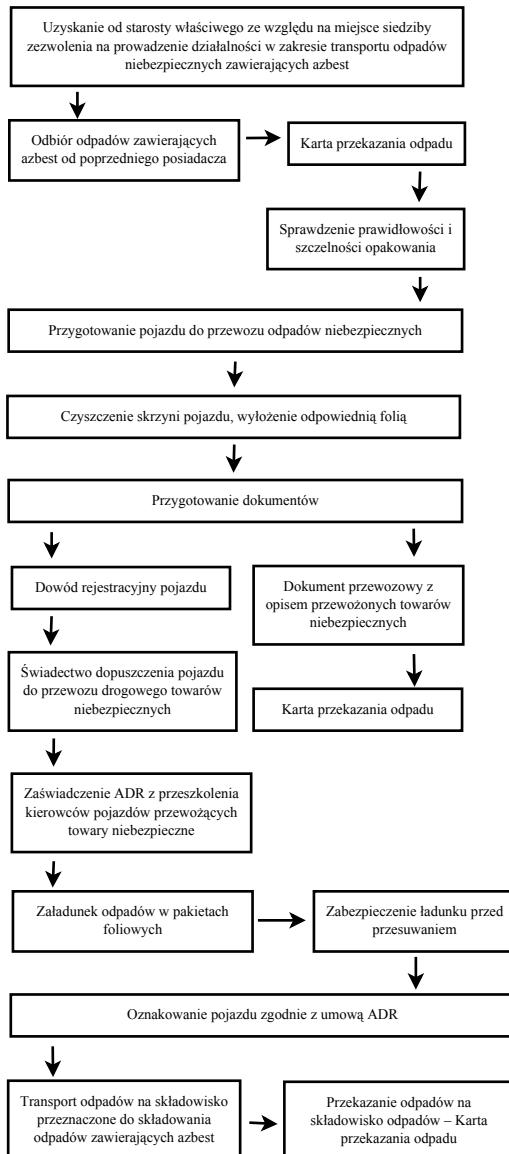 Uzyskanie od starosty właściwego ze względu na miejsce siedziby
zezwolenia na prowadzenie działalności w zakresie transportu odpadów
niebezpiecznych zawierających azbest
Odbiór odpadów zawierających
azbest od poprzedniego posiadacza
Karta przekazania odpadu
Sprawdzenie prawidłowości i
szczelności opakowania
Przygotowanie pojazdu do przewozu odpadów niebezpiecznych
Czyszczenie skrzyni pojazdu, wyłożenie odpowiednią folią
Przygotowanie dokumentów
Dowód rejestracyjny pojazdu
Dokument przewozowy z
opisem przewożonych towarów
niebezpiecznych
Świadectwo dopuszczenia pojazdu
do przewozu drogowego towarów
niebezpiecznych
Karta przekazania odpadu
Zaświadczenie ADR z przeszkolenia
kierowców pojazdów przewożących
towary niebezpieczne
Załadunek odpadów w pakietach
foliowych
Zabezpieczenie ładunku przed
przesuwaniem
Oznakowanie pojazdu zgodnie z umową ADR
Transport odpadów na składowisko
przeznaczone do składowania
odpadów zawierających azbest
Przekazanie odpadów na
składowisko odpadów – Karta
przekazania odpadu